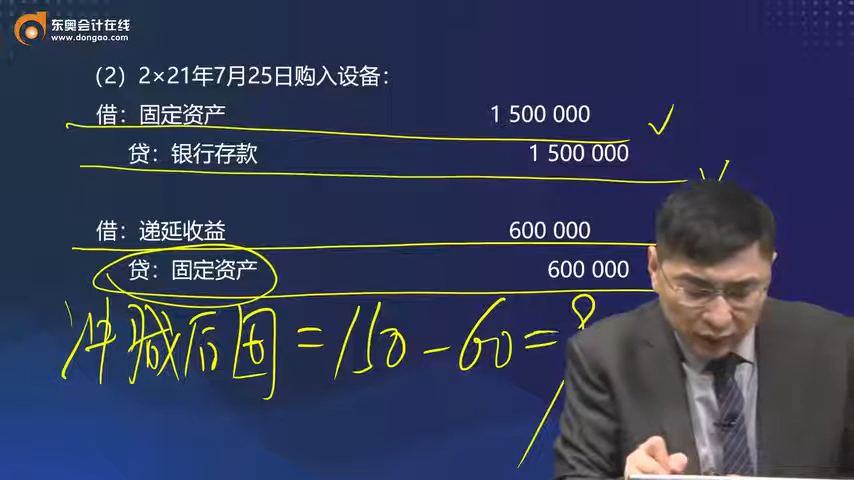 东奥会计在线
www.dongao.com
（2）2×21年7月25日购入设备：
借：固定资产 1 500 000
贷：银行存款 1 500 000
借：递延收益 600 000
贷：固定资产 600 000
冲减后固=150-60=